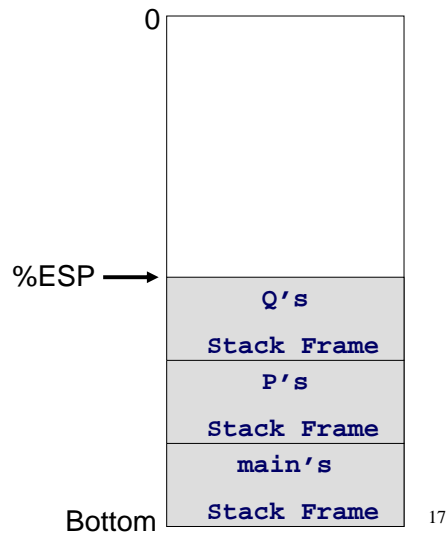 0
%ESP
Q's
Stack Frame
P's
Stack Frame
main's
Stack Frame
Bottom
17